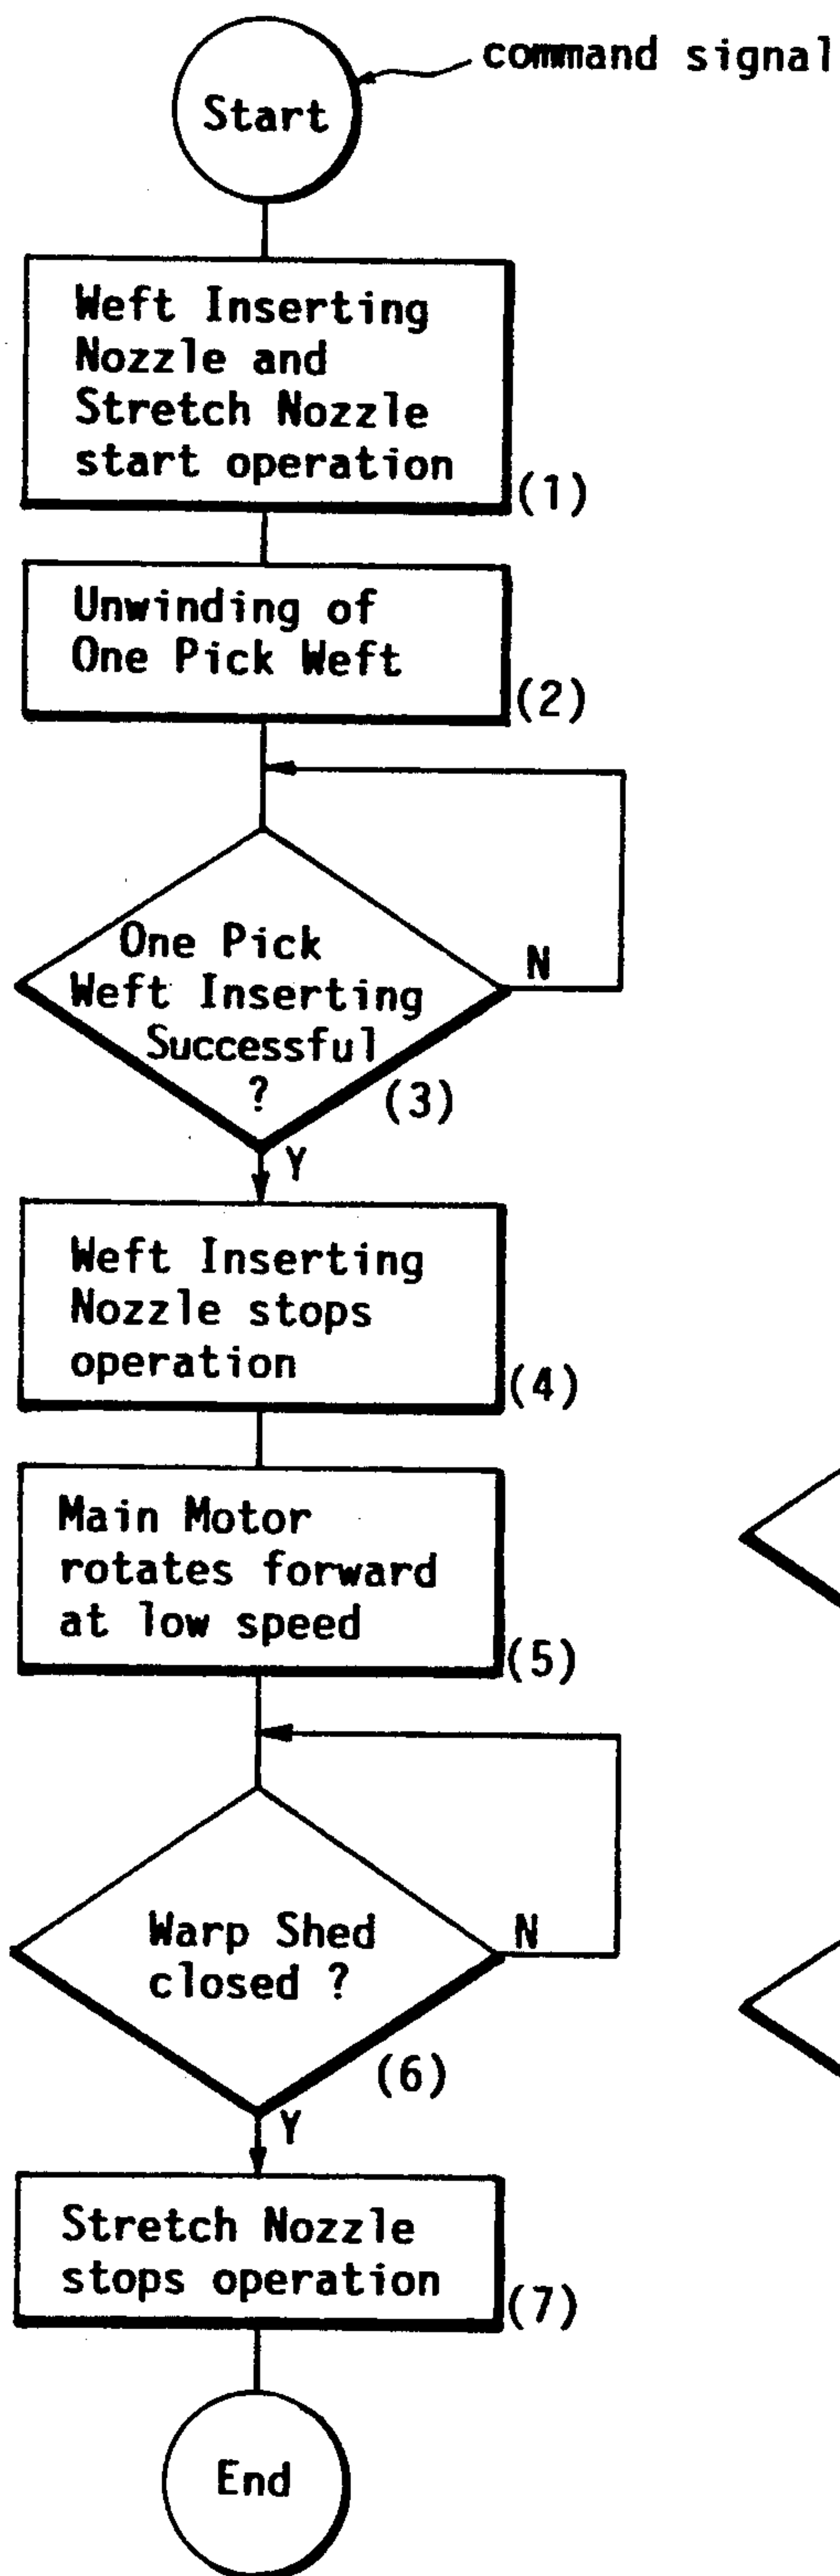 command signal
Start
Weft Inserting
Nozzle and
Stretch Nozzle
start operation
(1)
Unwinding of
One Pick Weft
(2)
One Pick
Weft Inserting
Successful
?
N
(3)
Y
Weft Inserting
Nozzle stops
operation
(4)
Main Motor
rotates forward
at low speed
(5)
Warp Shed
closed ?
N
(6)
Y
Stretch Nozzle
stops operation
(7)
End